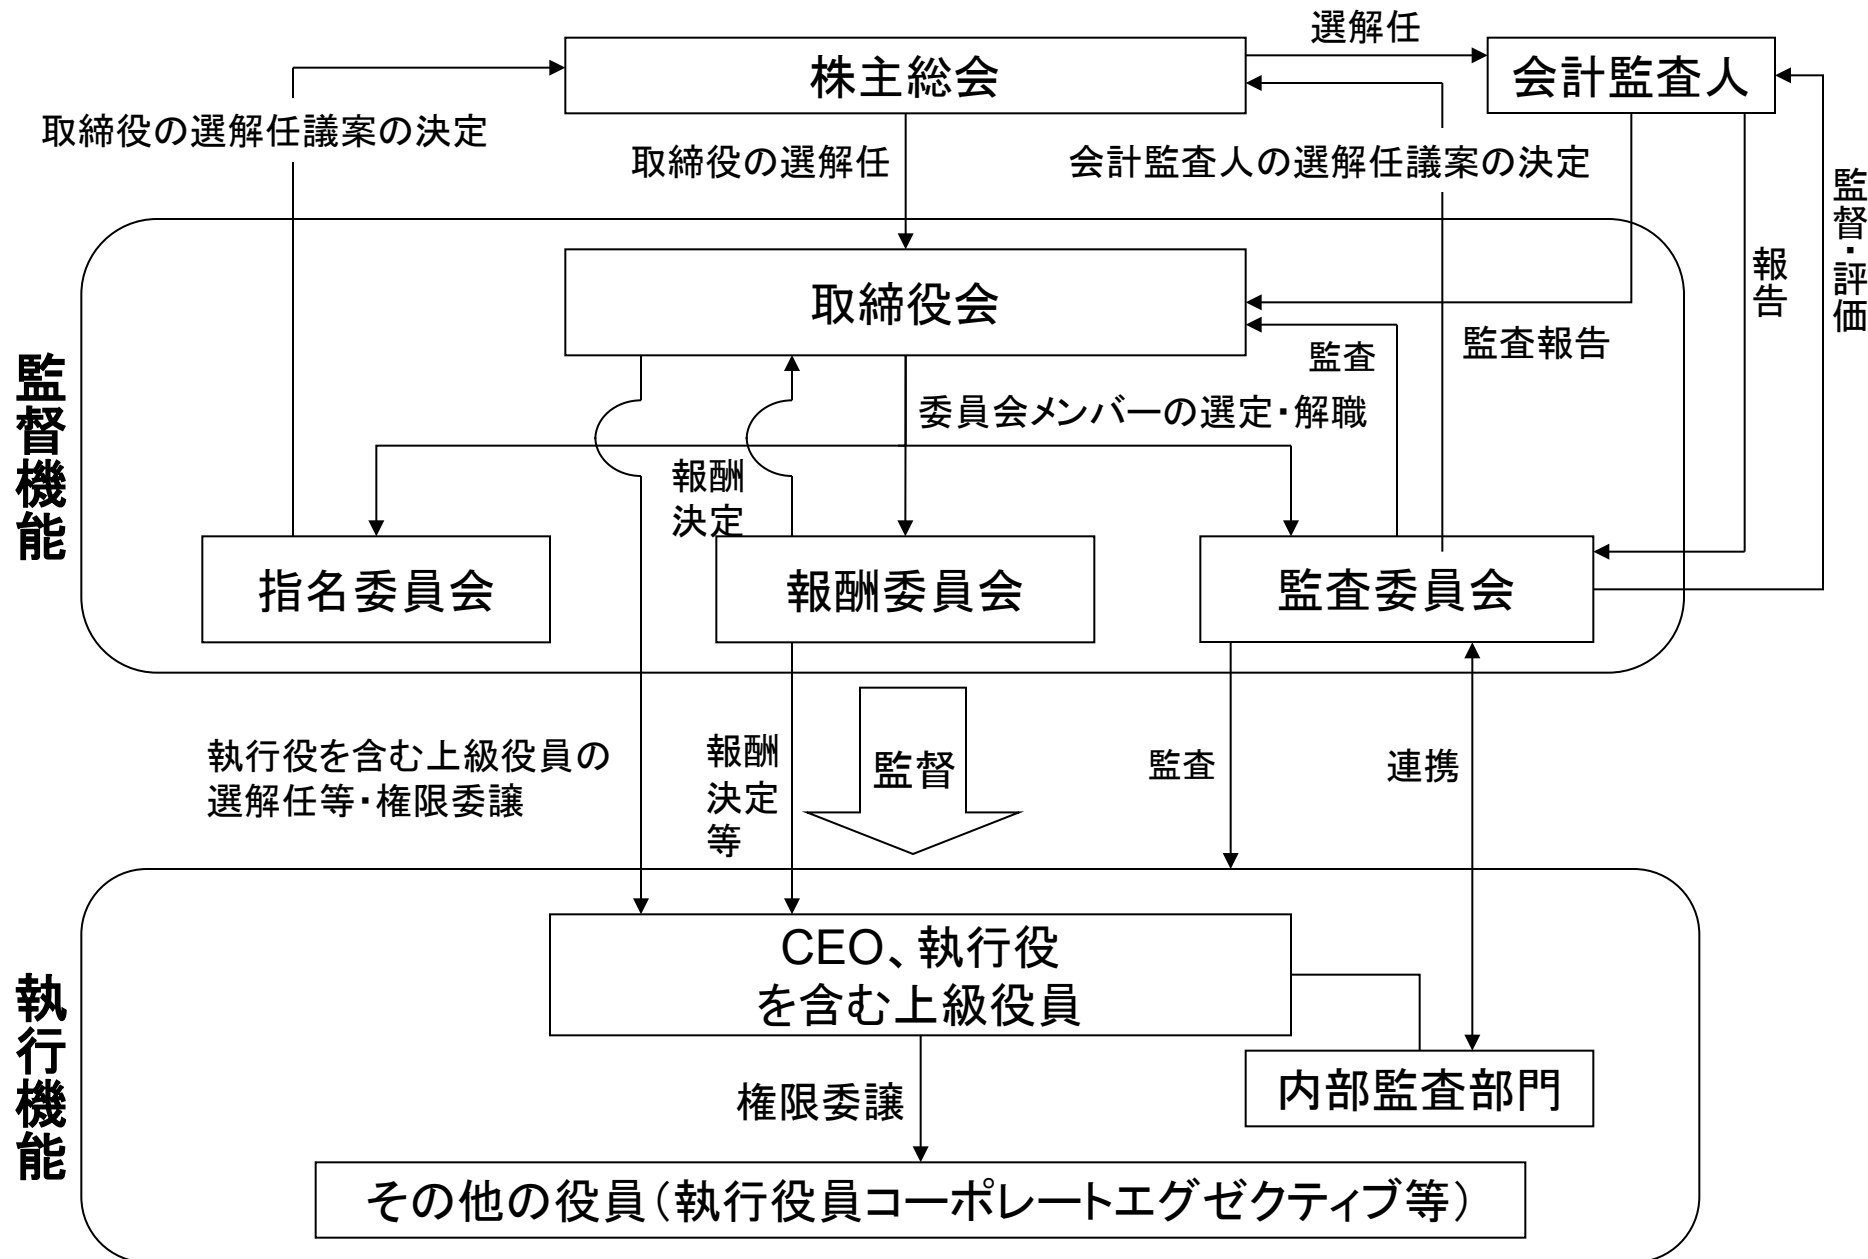 選解任
株主総会
会計監査人
取締役の選解任議案の決定
取締役の選解任
会計監査人の選解任議案の決定
監督・評価
報告
監督機能
取締役会
監査
監査報告
委員会メンバーの選定・解職
報酬
決定
指名委員会
報酬委員会
監査委員会
執行役を含む上級役員の
選解任等・権限委譲
報酬
決定
等
監督
監査
連携
執行機能
CEO、執行役
を含む上級役員
内部監査部門
権限委譲
その他の役員(執行役員コーポレートエグゼクティブ等)